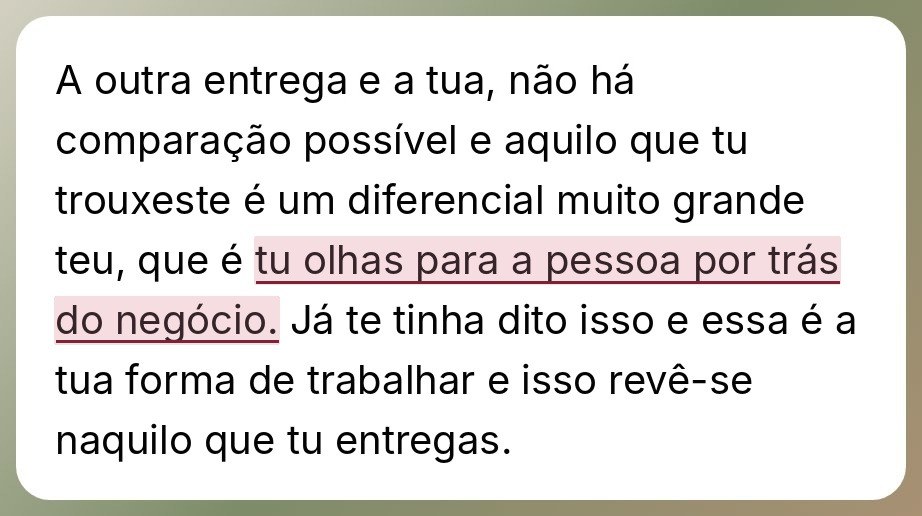 A outra entrega e a tua, não há
comparação possível e aquilo que tu
trouxeste é um diferencial muito grande
teu, que é tu olhas para a pessoa por trás
do negócio. Já te tinha dito isso e essa é a
tua forma de trabalhar e isso revê-se
naquilo que tu entregas.